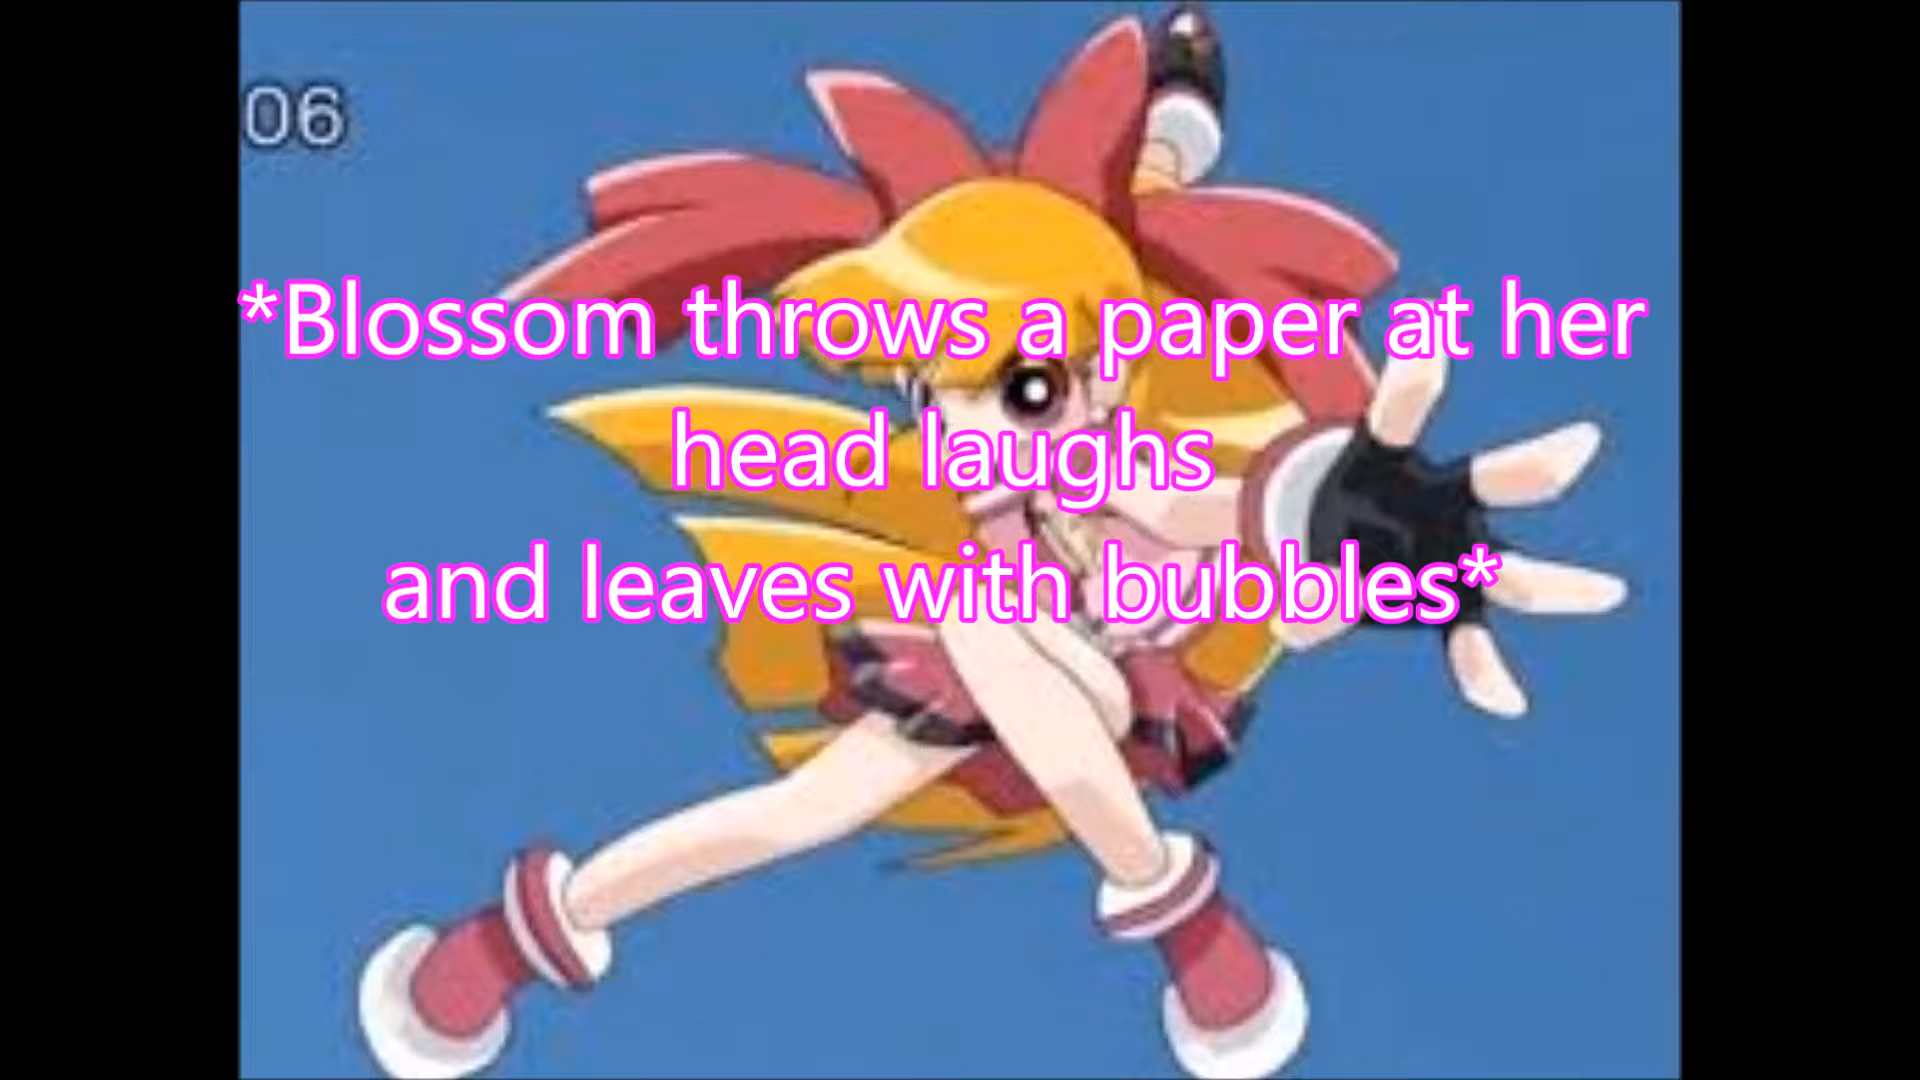 06
*Blossom throws a paper at her
head laughs
and leaves with bubbles*